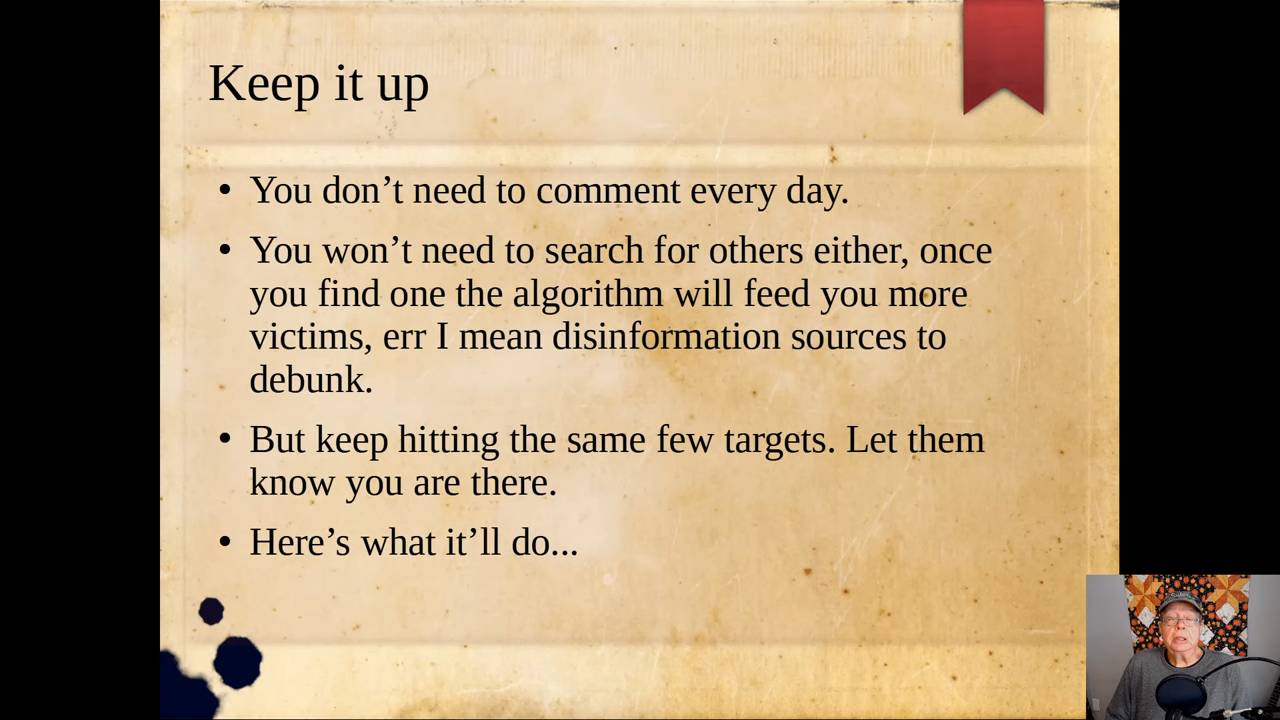 Keep it up
• You don’t need to comment every day.
• You won’t need to search for others either, once
you find one the algorithm will feed you more
victims, err I mean disinformation sources to
debunk.
• But keep hitting the same few targets. Let them
know you are there.
• Here’s what it’ll do...